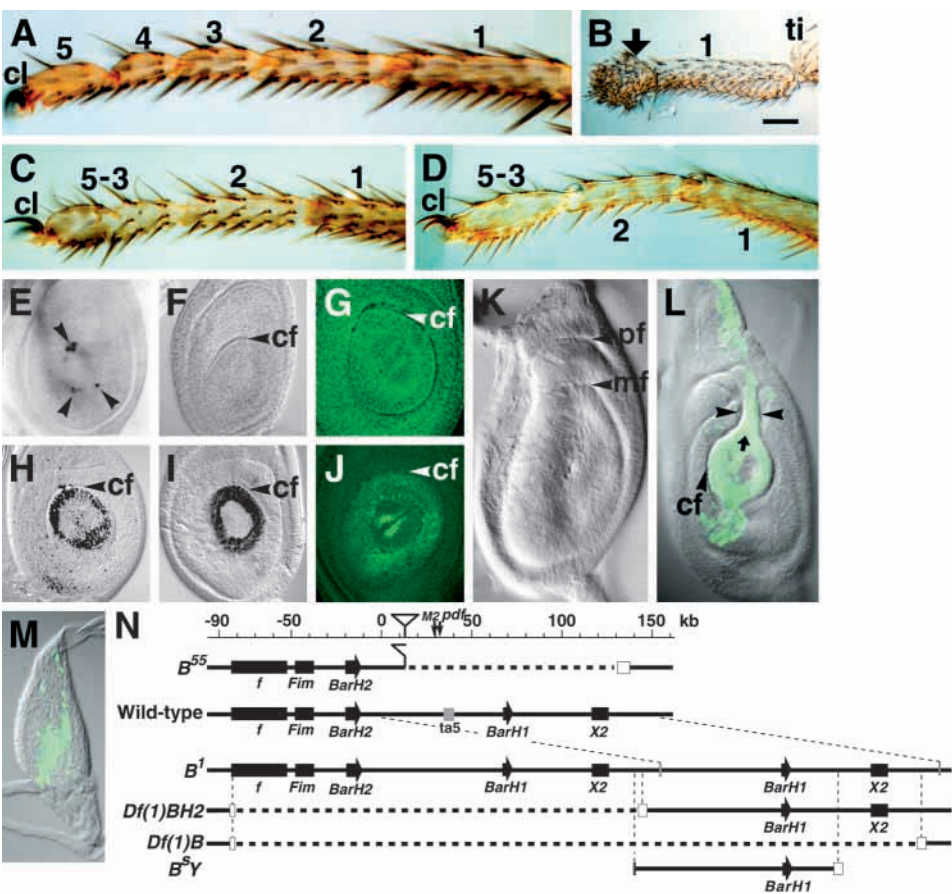 A 5 4 3 2 1 cl
B 1 ti
C 5-3 2 1 cl
D 5-3 2 1 cl
E F cf G cf K pf mf L cf
H cf I cf J cf
M N
-90 -50 0 M2 pdf 50 100 150 kb
B55
f Fim BarH2
Wild-type
f Fim BarH2 ta5 BarH1 X2
B1
f Fim BarH2 BarH1 X2 BarH1 X2
Df(1)BH2
BarH1 X2
Df(1)B
BSY
BarH1